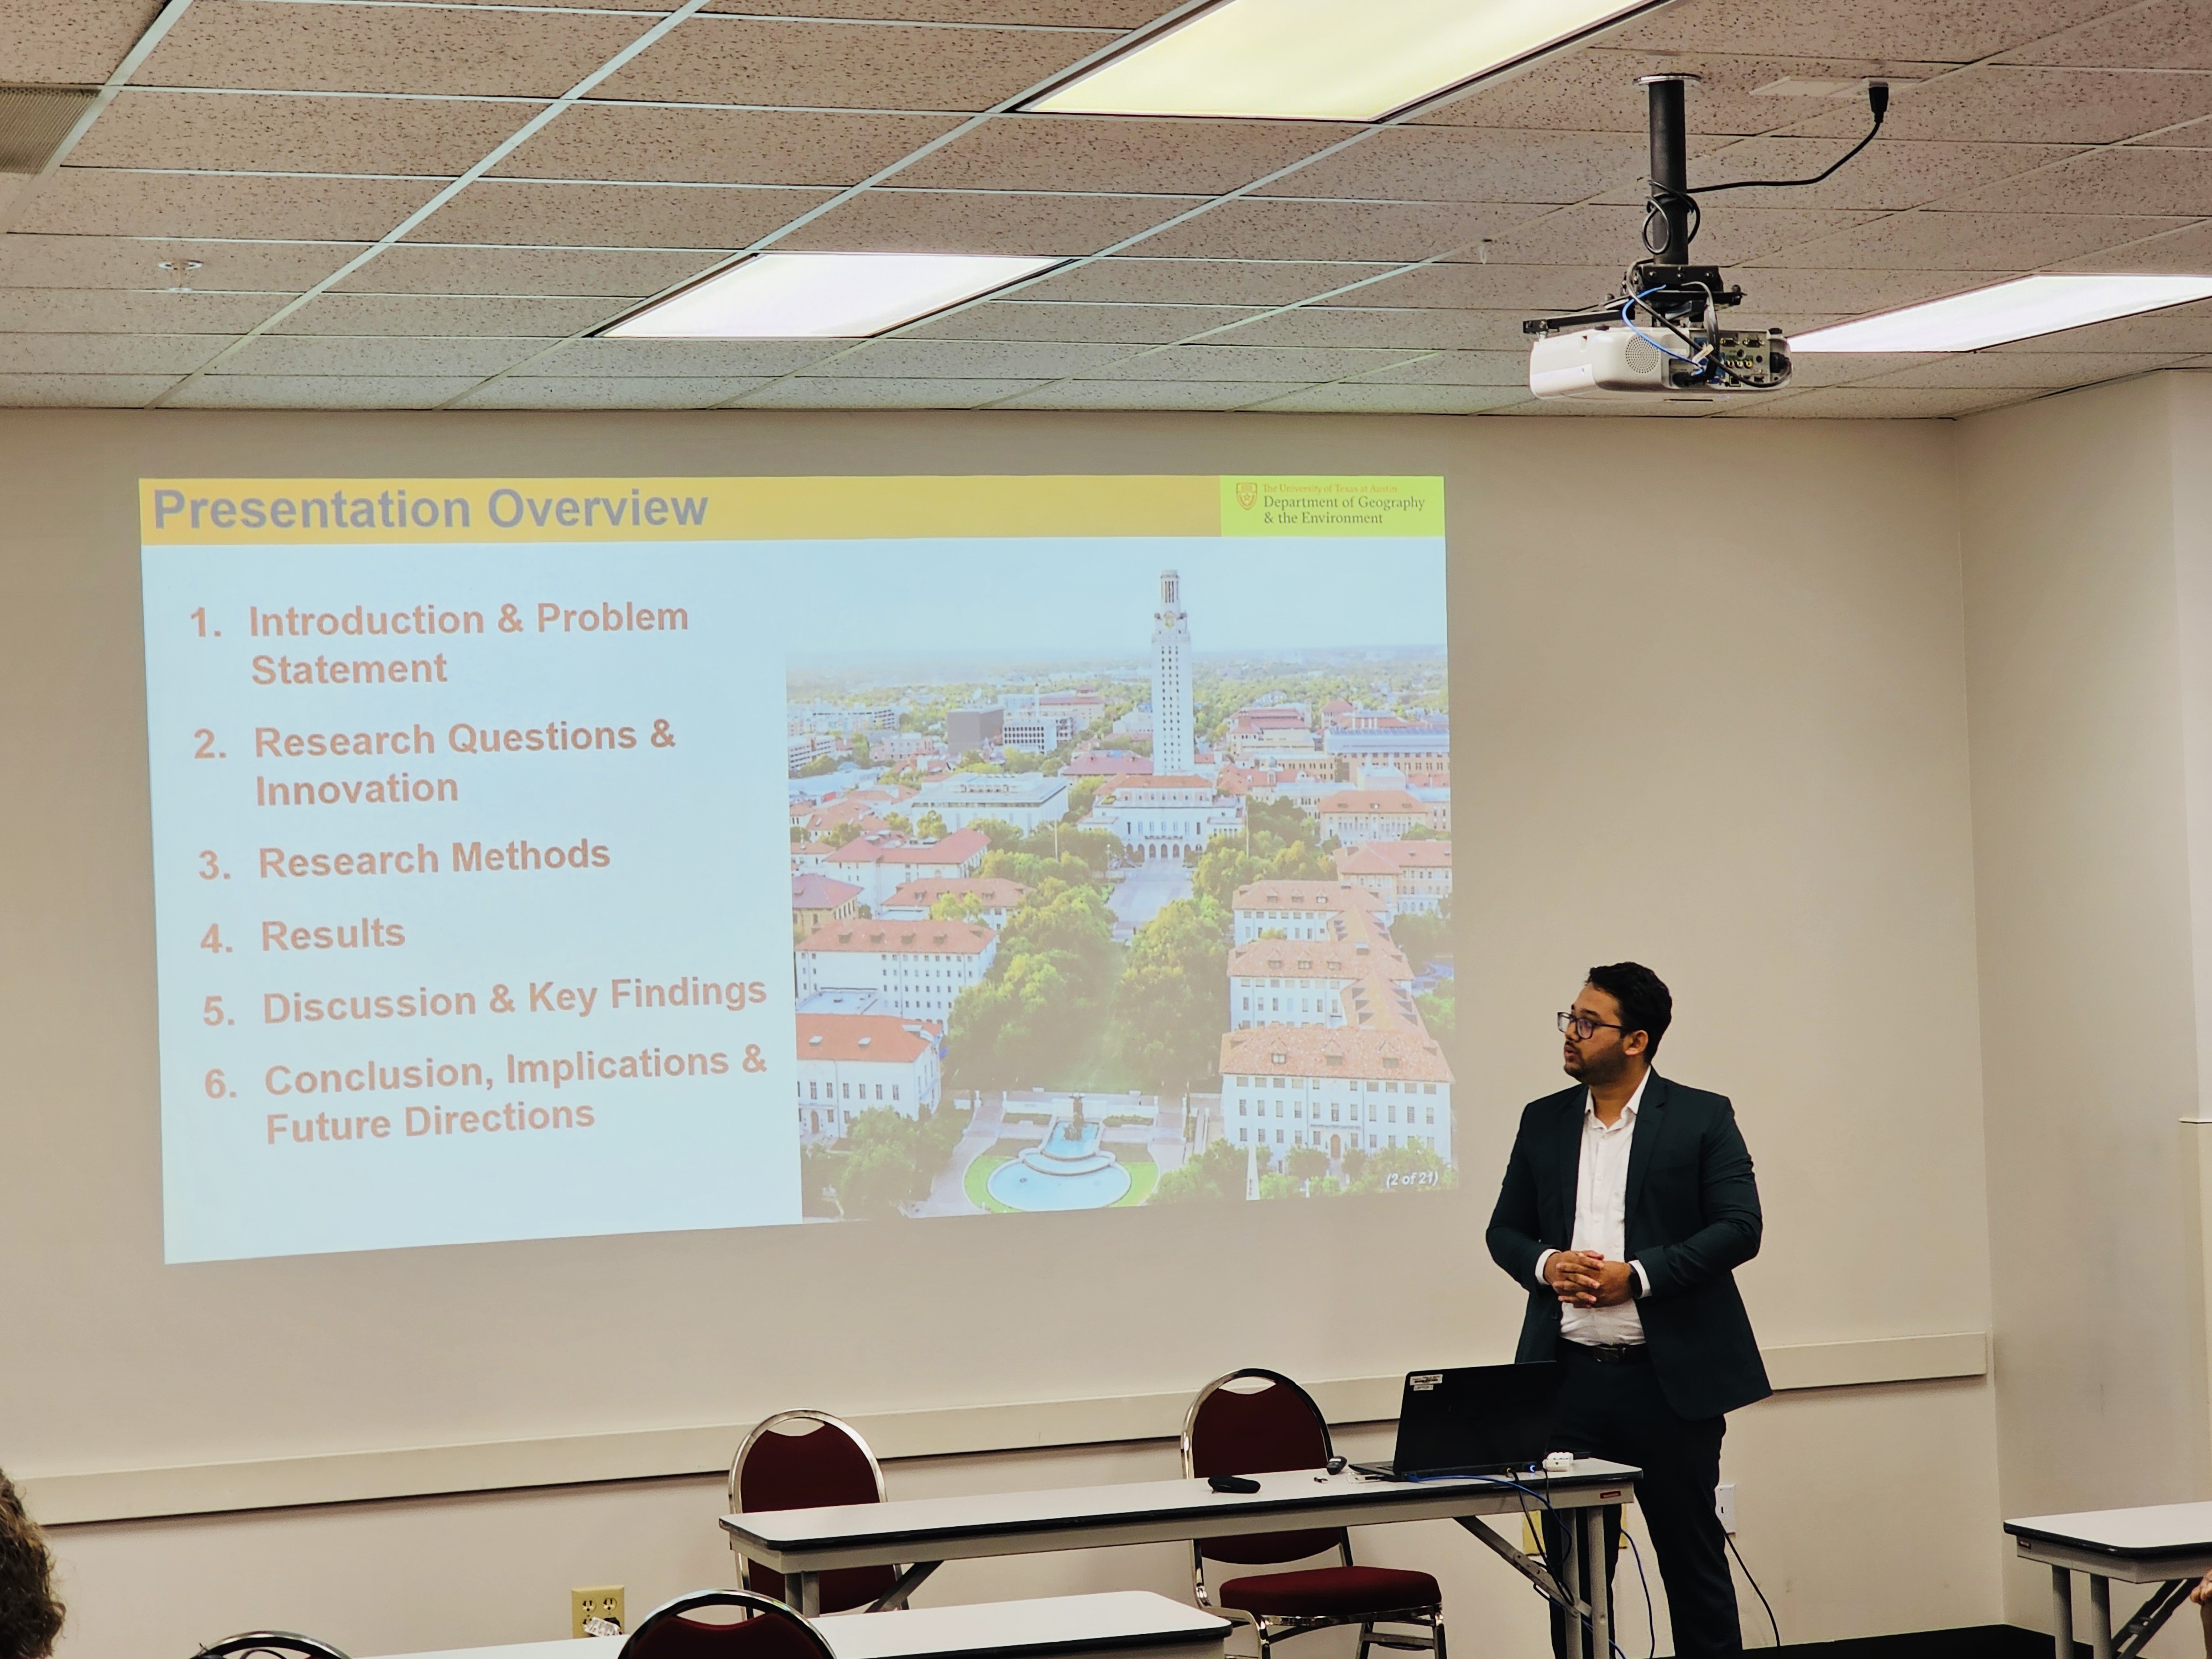 Presentation Overview
The University of Texas at Austin
Department of Geography
& the Environment
1. Introduction & Problem
Statement
2. Research Questions &
Innovation
3. Research Methods
4. Results
5. Discussion & Key Findings
6. Conclusion, Implications &
Future Directions
(2 of 21)